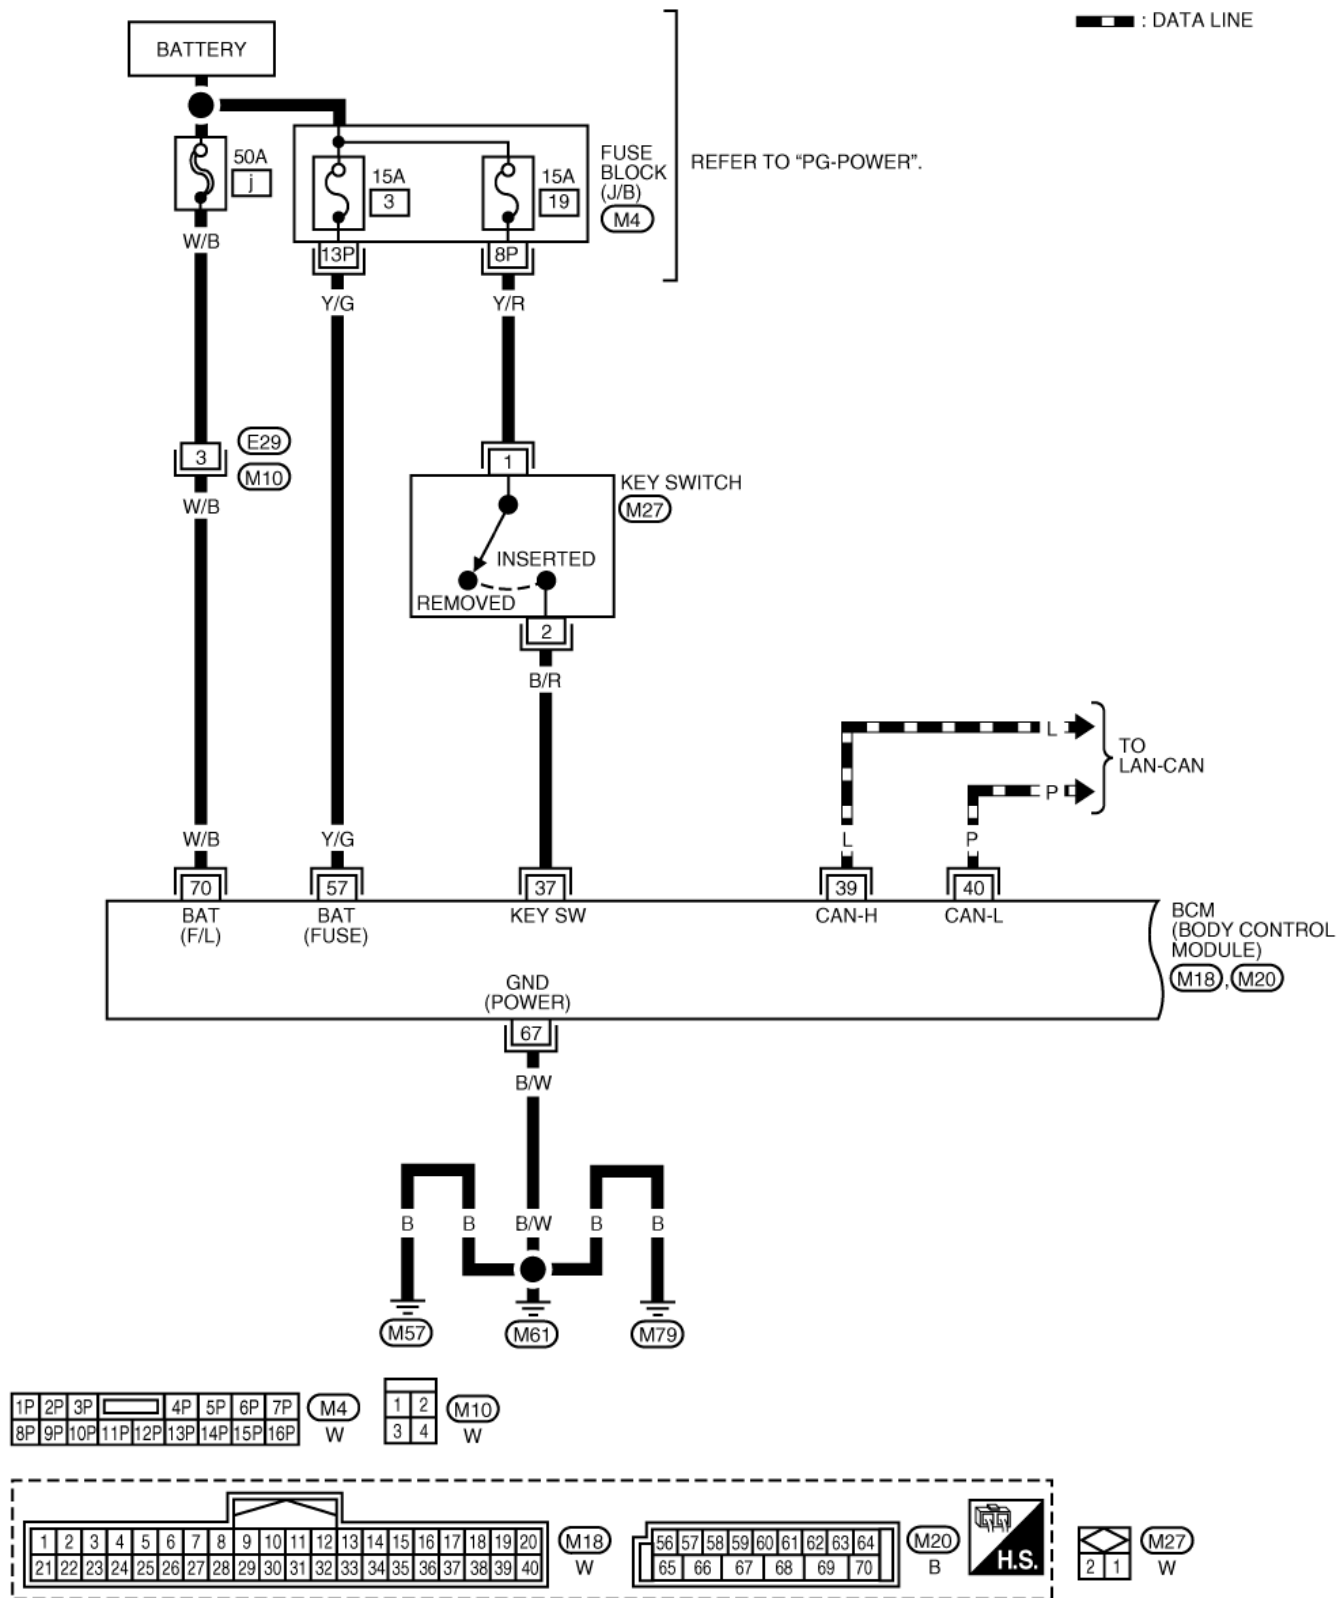 : DATA LINE
BATTERY
50A
j
15A
3
15A
19
FUSE
BLOCK
(J/B)
M4
REFER TO “PG-POWER”.
13P
8P
W/B
Y/G
Y/R
3
E29
M10
W/B
1
KEY SWITCH
M27
INSERTED
REMOVED
2
B/R
L
P
TO
LAN-CAN
W/B
Y/G
L
P
70
57
37
39
40
BAT
(F/L)
BAT
(FUSE)
KEY SW
CAN-H
CAN-L
BCM
(BODY CONTROL
MODULE)
M18 , M20
GND
(POWER)
67
B/W
B B B/W B B
M57 M61 M79
1P 2P 3P 4P 5P 6P 7P
8P 9P 10P 11P 12P 13P 14P 15P 16P
M4
W
1 2
3 4
M10
W
1 2 3 4 5 6 7 8 9 10 11 12 13 14 15 16 17 18 19 20
21 22 23 24 25 26 27 28 29 30 31 32 33 34 35 36 37 38 39 40
M18
W
56 57 58 59 60 61 62 63 64
65 66 67 68 69 70
M20
B
H.S.
2 1
M27
W